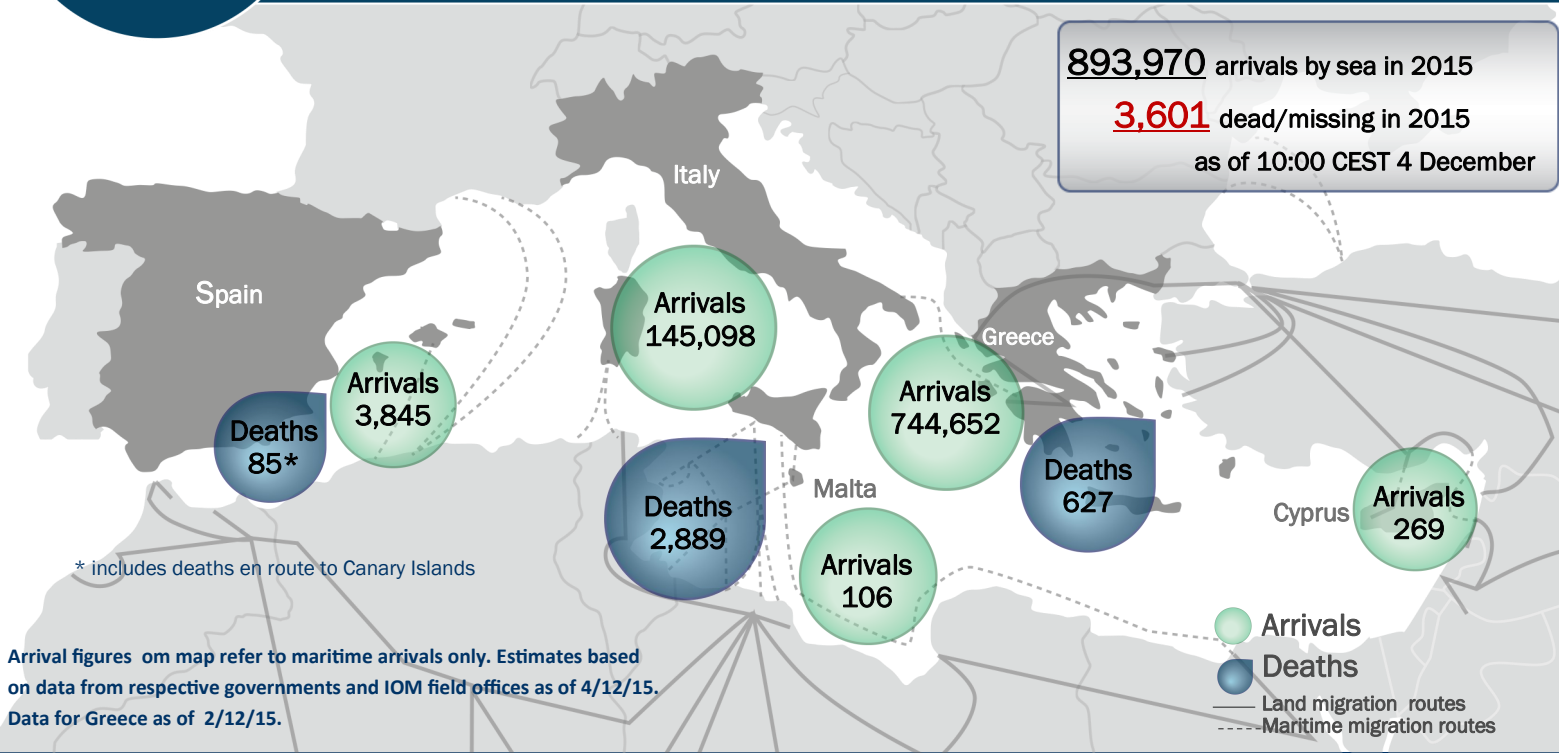 893,970 arrivals by sea in 2015
3,601 dead/missing in 2015
as of 10:00 CEST 4 December
Italy
Spain
Arrivals
145,098
Greece
Arrivals
3,845
Arrivals
744,652
Deaths
85*
Deaths
2,889
Malta
Deaths
627
Cyprus
Arrivals
269
Arrivals
106
* includes deaths en route to Canary Islands
Arrival figures om map refer to maritime arrivals only. Estimates based
on data from respective governments and IOM field offices as of 4/12/15.
Data for Greece as of 2/12/15.
Arrivals
Deaths
Land migration routes
Maritime migration routes